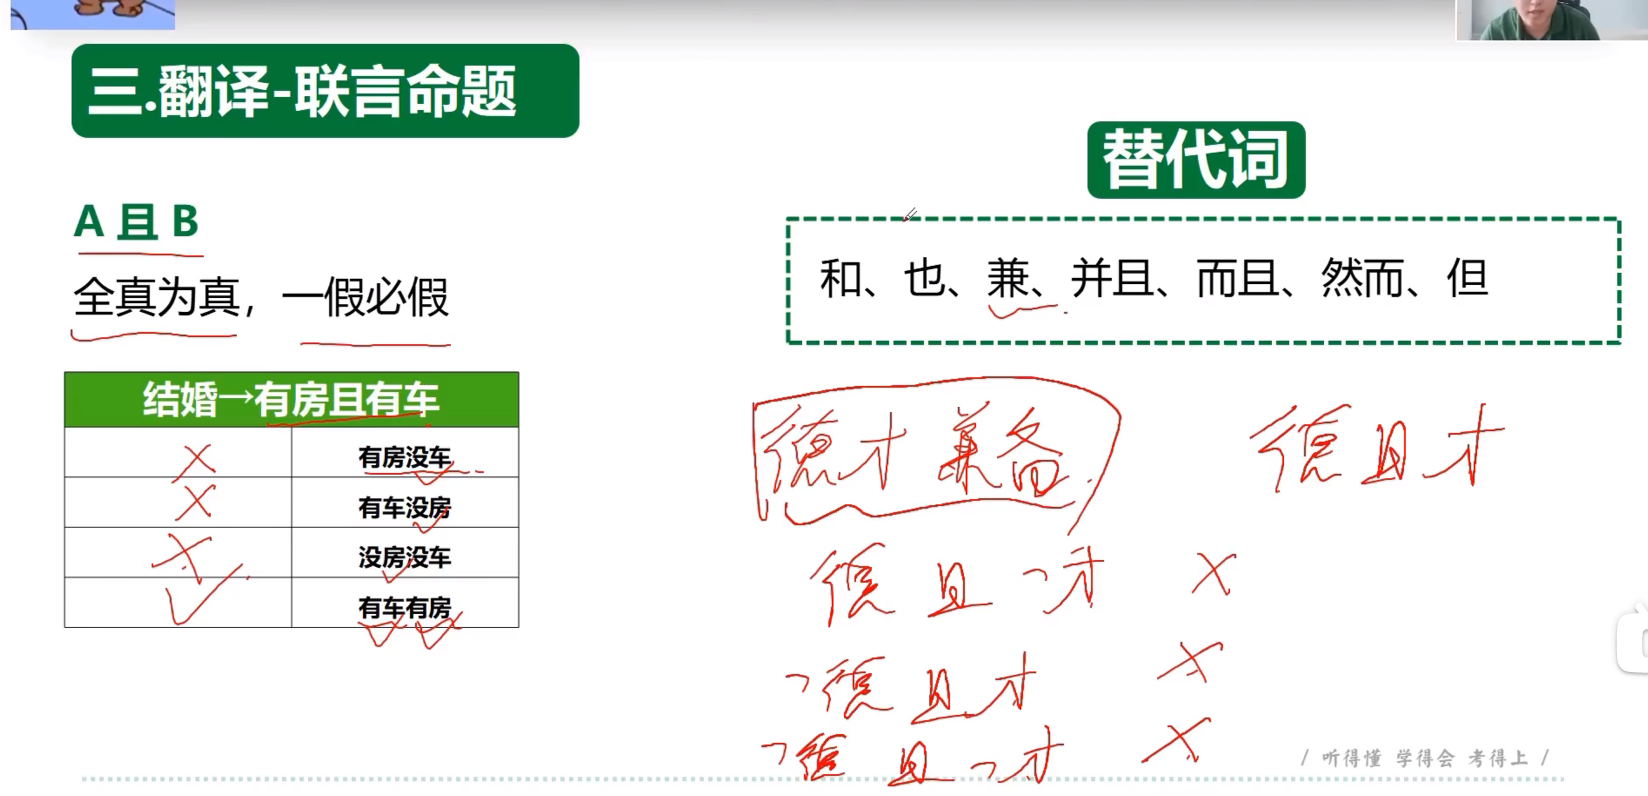 三.翻译-联言命题
替代词
A 且 B
全真为真，一假必假
和、也、兼、并且、而且、然而、但
结婚→有房且有车
有房没车
有车没房
没房没车
有车有房
德才兼备
德且才
德且¬才
¬德且才
¬德且¬才
/ 听得懂 学得会 考得上 /